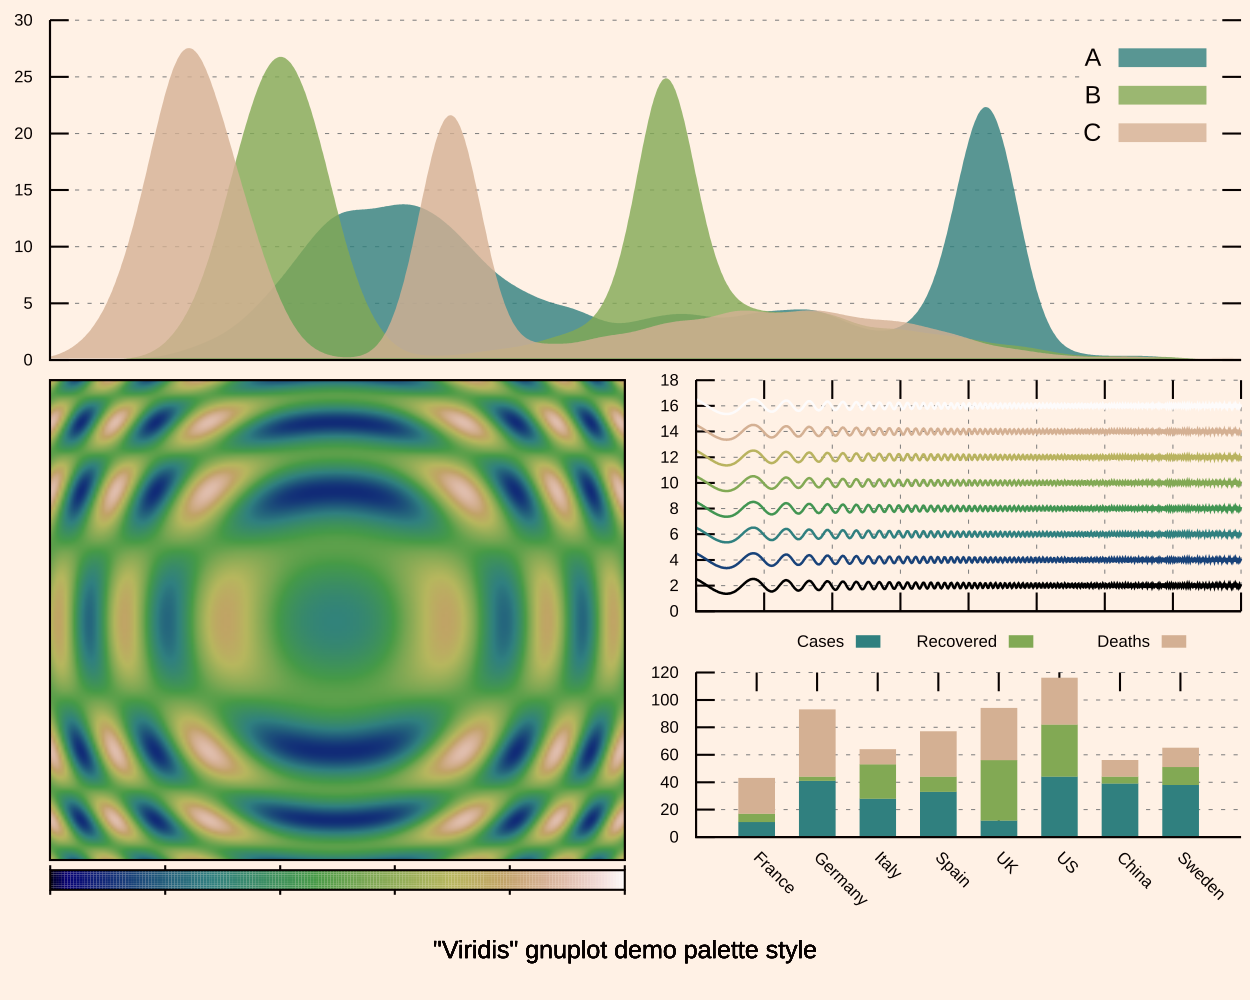 30
25
20
15
10
5
0
A
B
C
18
16
14
12
10
8
6
4
2
0
Cases
Recovered
Deaths
120
100
80
60
40
20
0
France
Germany
Italy
Spain
UK
US
China
Sweden
"Viridis" gnuplot demo palette style